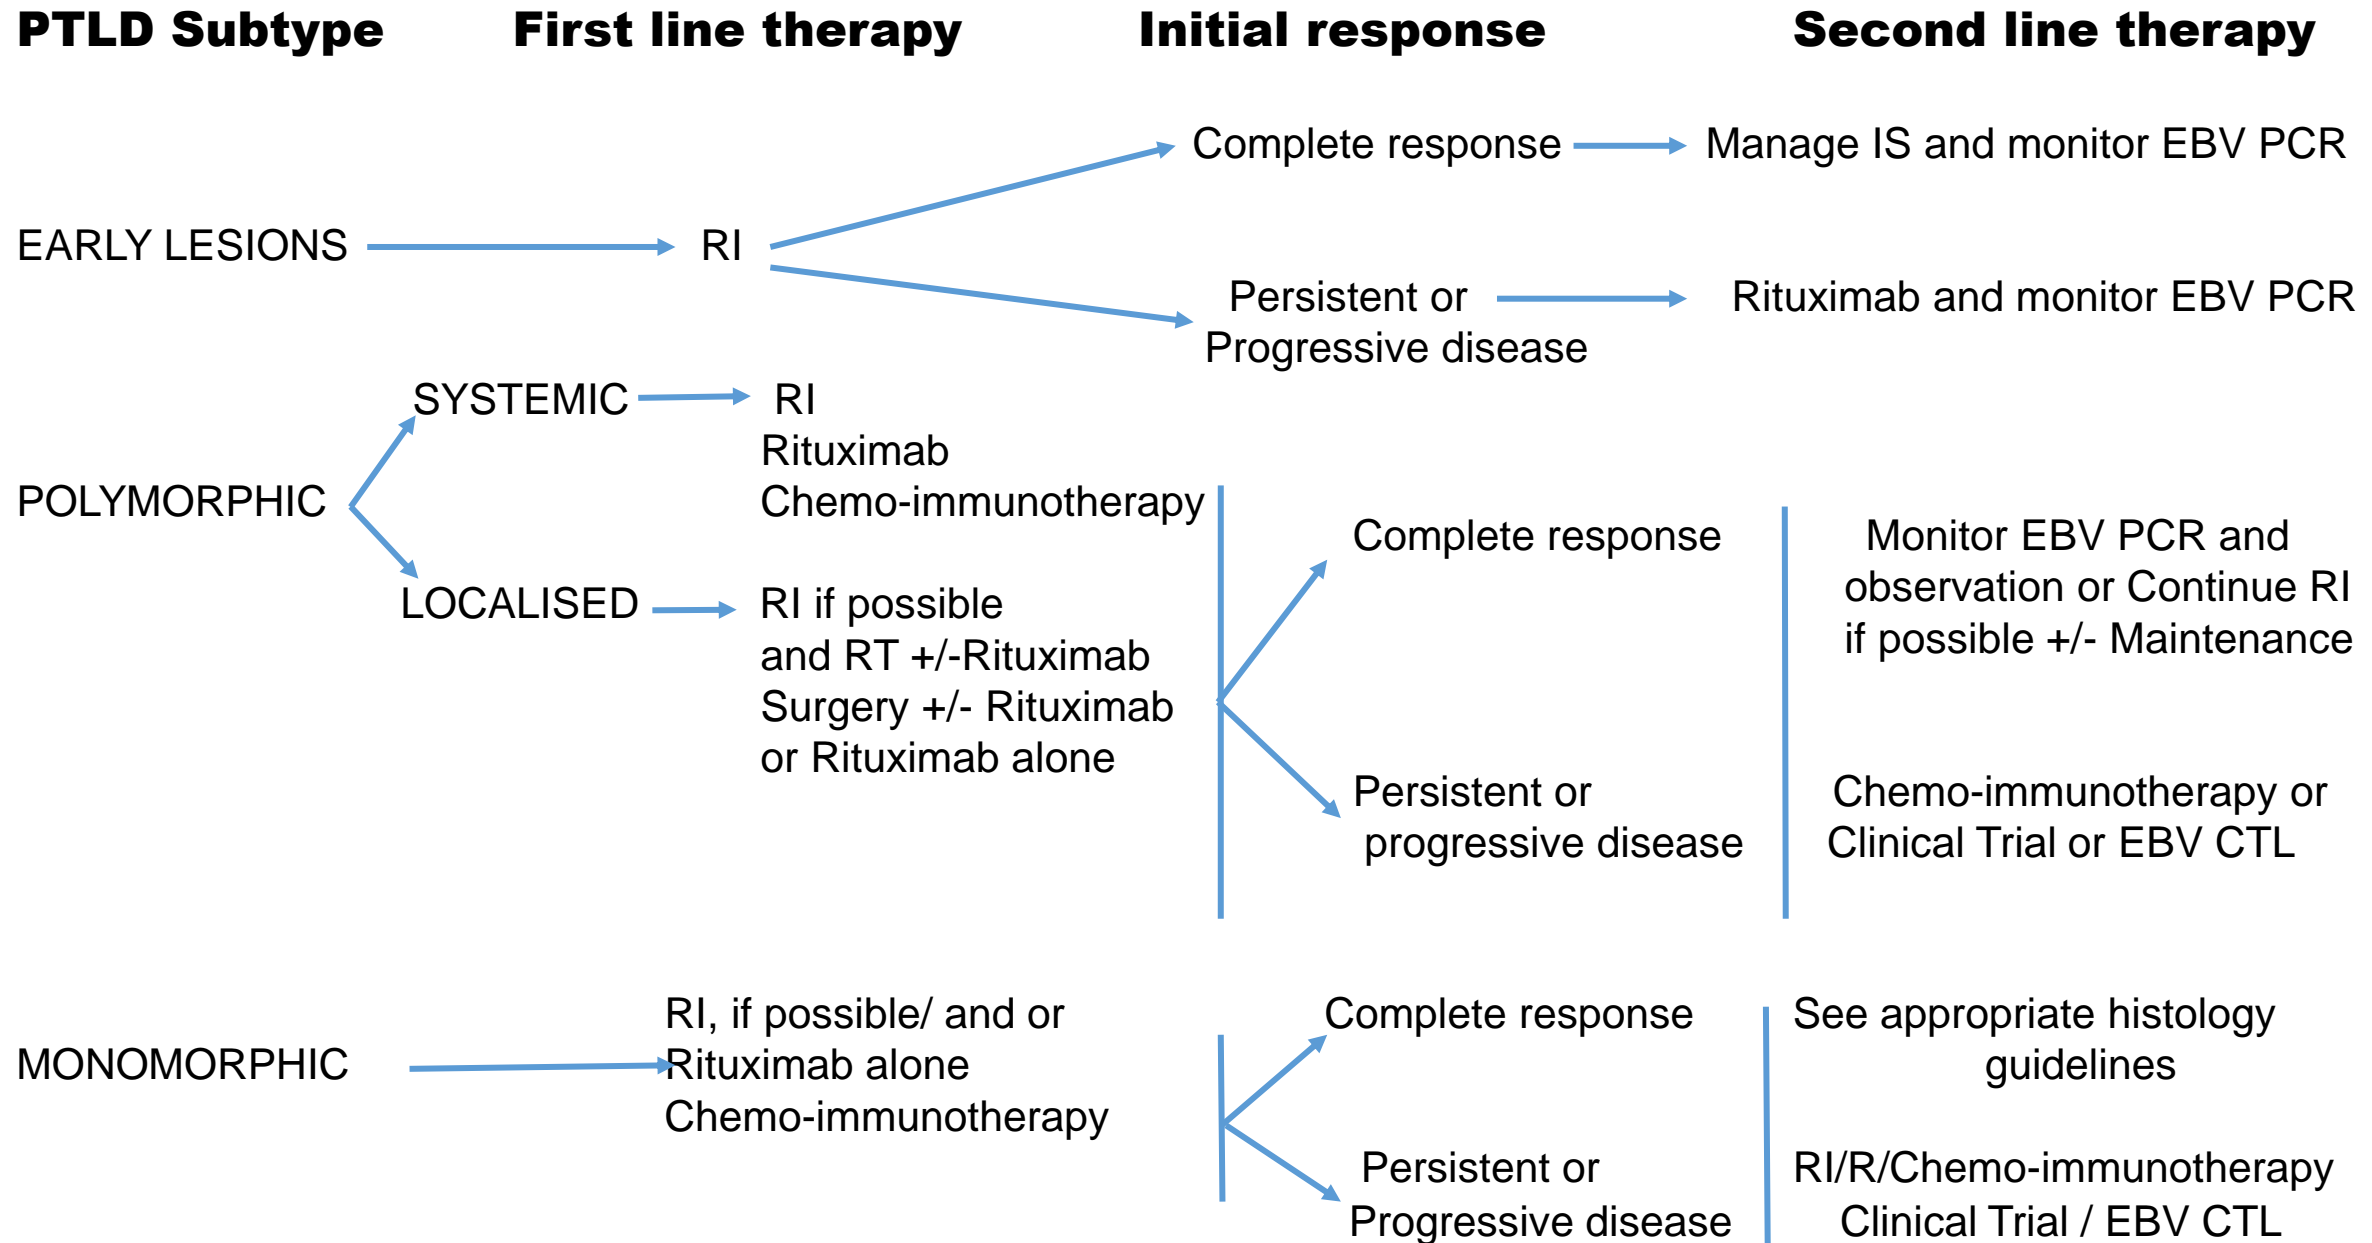 PTLD Subtype First line therapy Initial response Second line therapy
Complete response Manage IS and monitor EBV PCR
EARLY LESIONS RI
Persistent or Rituximab and monitor EBV PCR
Progressive disease
SYSTEMIC RI
Rituximab
POLYMORPHIC Chemo-immunotherapy
Complete response Monitor EBV PCR and
observation or Continue RI
if possible +/- Maintenance
LOCALISED RI if possible
and RT +/-Rituximab
Surgery +/- Rituximab
or Rituximab alone
Persistent or Chemo-immunotherapy or
progressive disease Clinical Trial or EBV CTL
RI, if possible/ and or Complete response See appropriate histology
MONOMORPHIC Rituximab alone guidelines
Chemo-immunotherapy
Persistent or RI/R/Chemo-immunotherapy
Progressive disease Clinical Trial / EBV CTL